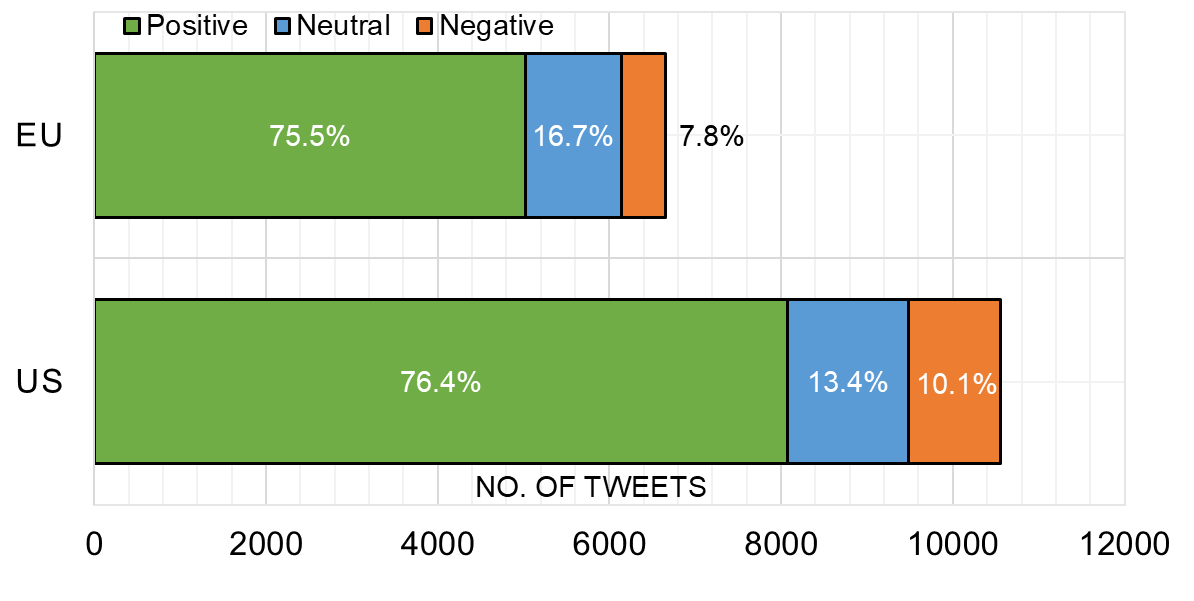 Positive Neutral Negative
EU 75.5% 16.7% 7.8%
US 76.4% 13.4% 10.1%
NO. OF TWEETS
0 2000 4000 6000 8000 10000 12000